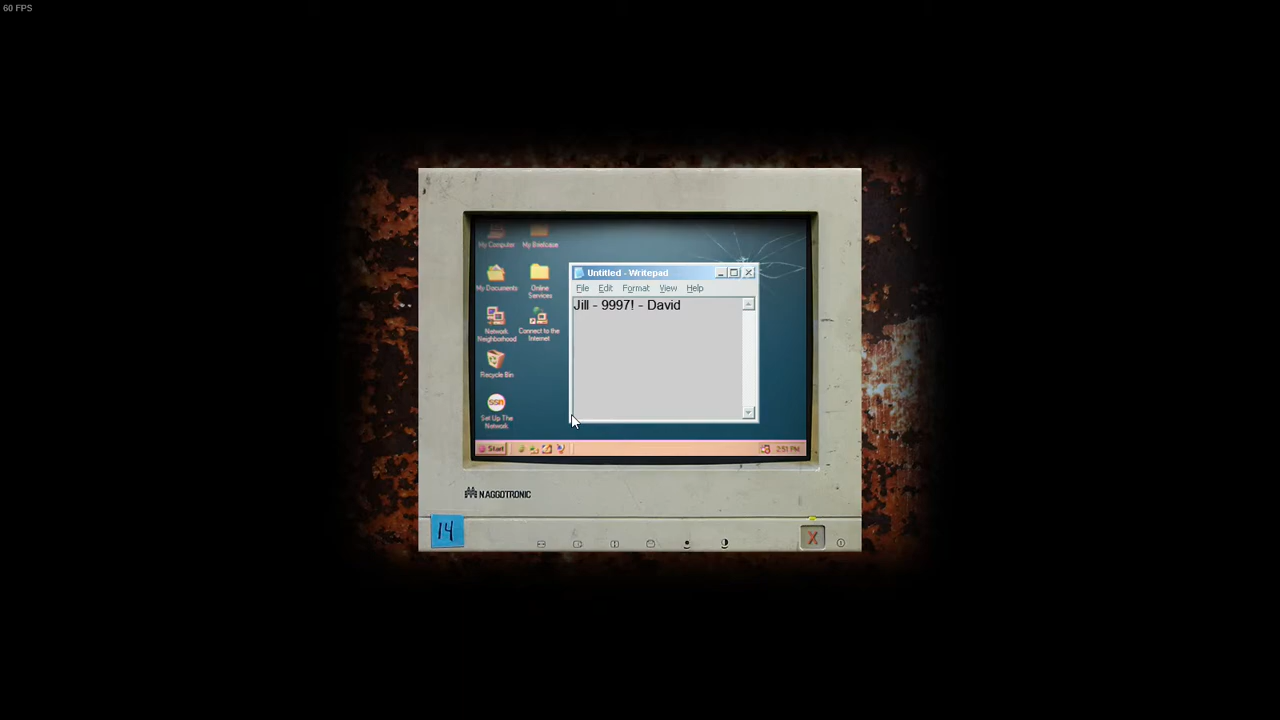 60 FPS
My Computer
My Briefcase
Untitled - Writepad
File Edit Format View Help
My Documents
Online
Services
Jill - 9997! - David
Network
Neighborhood
Connect to the
Internet
Recycle Bin
SSN
Set Up The
Network
Start
2:51 PM
NAGGOTRONIC
14
X